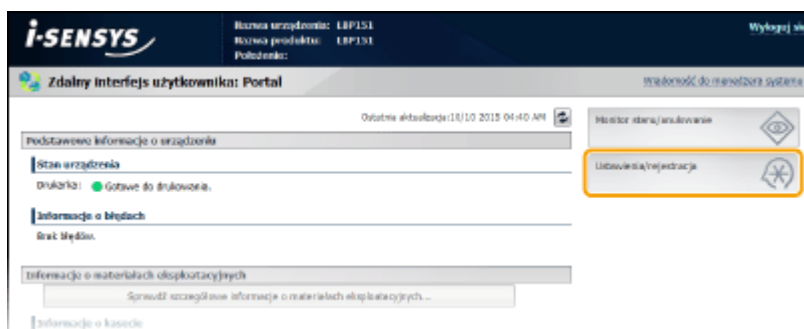 i-SENSYS
Nazwa urządzenia: LBP151
Nazwa produktu: LBP151
Położenie:
Wyloguj się
Zdalny interfejs użytkownika: Portal
Wiadomość do menedżera systemu
Ostatnia aktualizacja:18/10 2015 04:40 AM
Podstawowe informacje o urządzeniu
Stan urządzenia
Drukarka: Gotowe do drukowania.
Informacje o błędach
Brak błędów.
Informacje o materiałach eksploatacyjnych
Sprawdź szczegółowe informacje o materiałach eksploatacyjnych...
Informacje o kasecie
Monitor stanu/anulowanie
Ustawienia/rejestracja